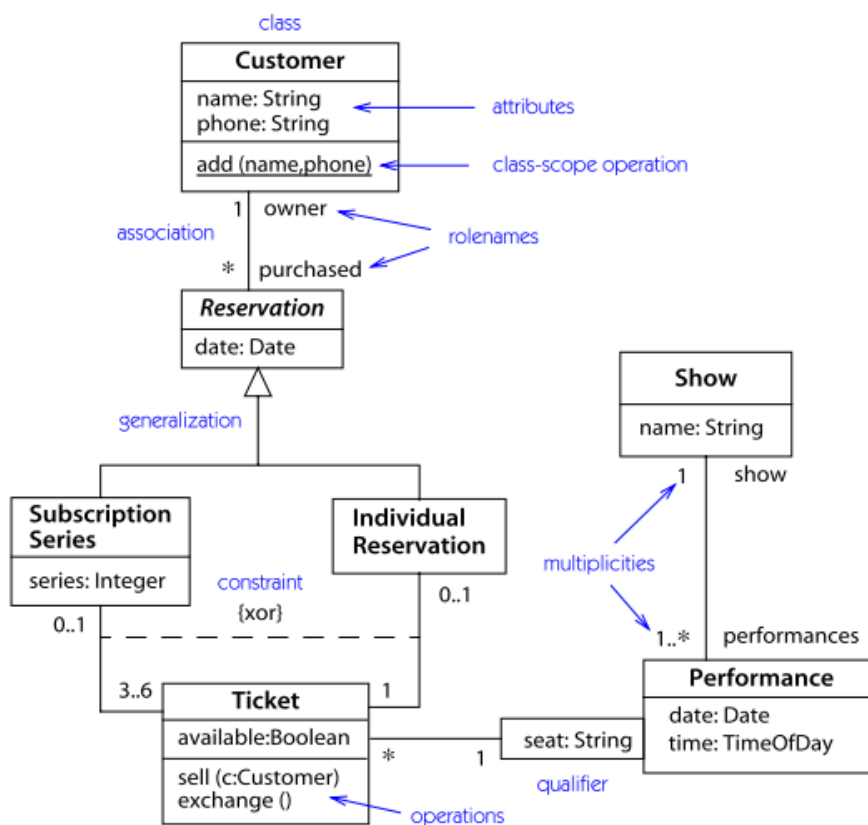 class
Customer
name: String
phone: String
attributes
add (name,phone)
class-scope operation
1 owner
association
rolenames
* purchased
Reservation
date: Date
generalization
Show
name: String
1 show
Subscription
Series
series: Integer
Individual
Reservation
constraint
{xor}
multiplicities
0..1
0..1
1..* performances
3..6
1
Ticket
available:Boolean
sell (c:Customer)
exchange ()
operations
*
1
seat: String
qualifier
Performance
date: Date
time: TimeOfDay